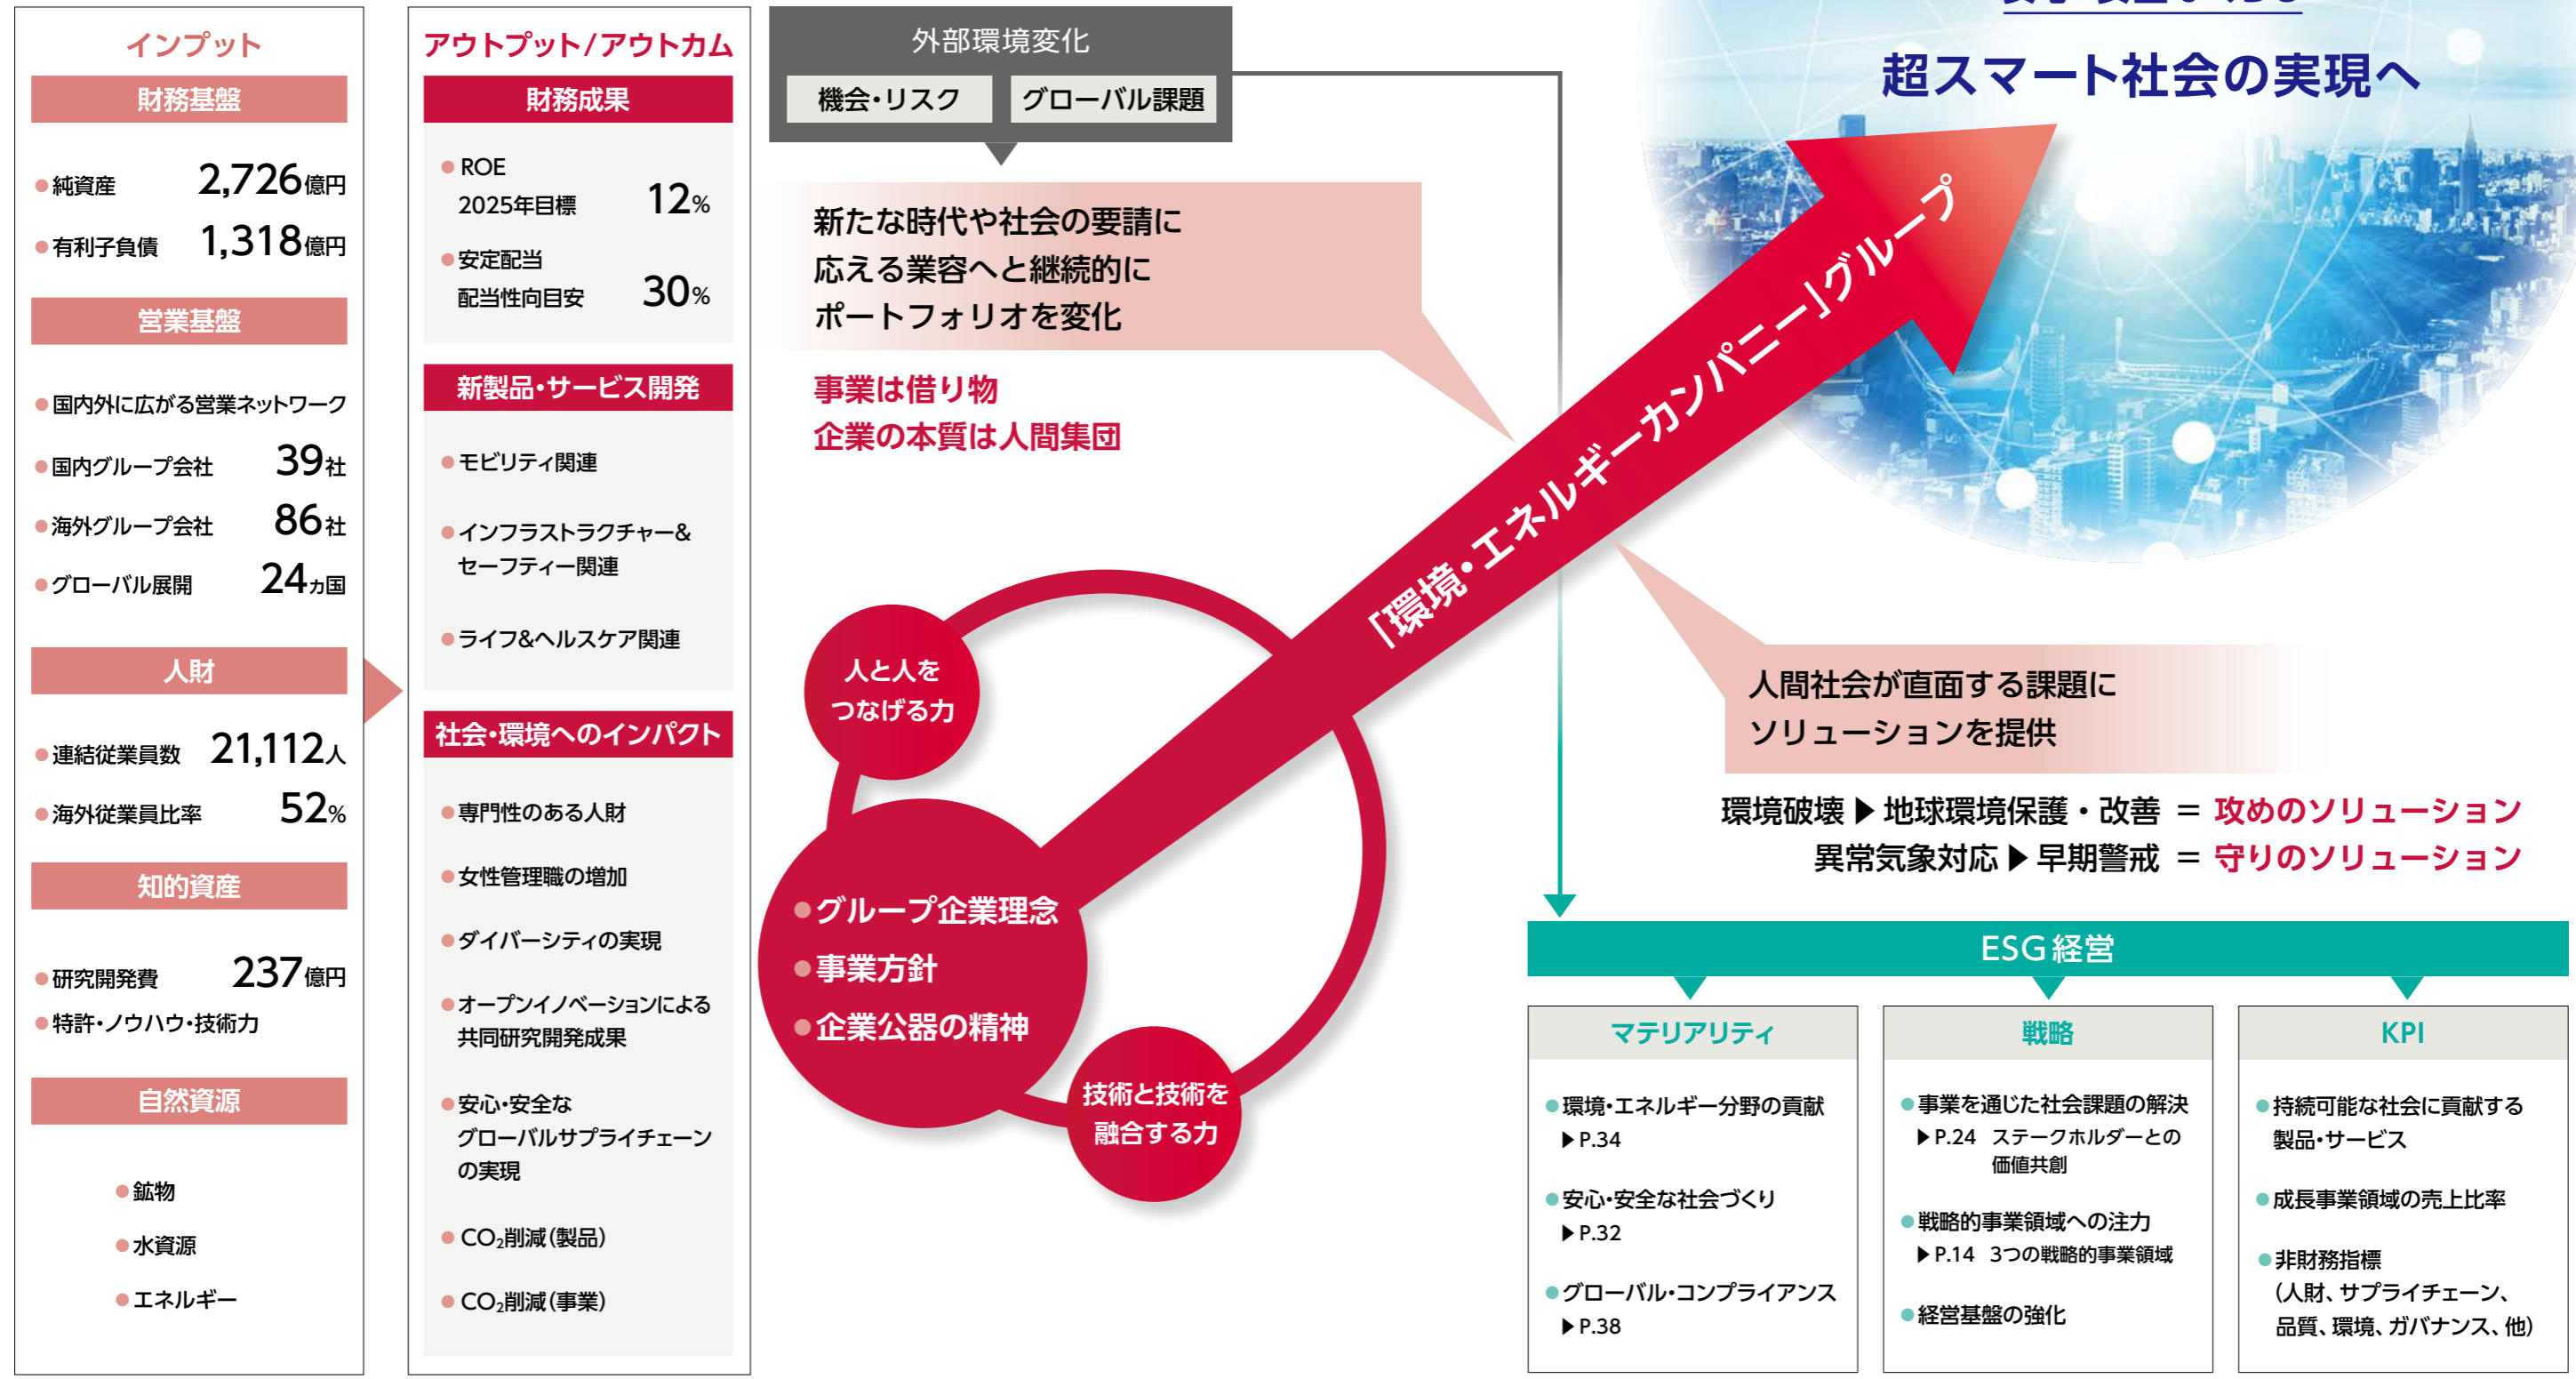 インプット
財務基盤
●純資産 2,726億円
●有利子負債 1,318億円
営業基盤
●国内外に広がる営業ネットワーク
●国内グループ会社 39社
●海外グループ会社 86社
●グローバル展開 24ヵ国
人財
●連結従業員数 21,112人
●海外従業員比率 52%
知的資産
●研究開発費 237億円
●特許・ノウハウ・技術力
自然資源
●鉱物
●水資源
●エネルギー
アウトプット/アウトカム
財務成果
●ROE
2025年目標 12%
●安定配当
配当性向目安 30%
新製品・サービス開発
●モビリティ関連
●インフラストラクチャー&
セーフティー関連
●ライフ&ヘルスケア関連
社会・環境へのインパクト
●専門性のある人財
●女性管理職の増加
●ダイバーシティの実現
●オープンイノベーションによる
共同研究開発成果
●安心・安全な
グローバルサプライチェーン
の実現
●CO₂削減(製品)
●CO₂削減(事業)
外部環境変化
機会・リスク グローバル課題
新たな時代や社会の要請に
応える業容へと継続的に
ポートフォリオを変化
事業は借り物
企業の本質は人間集団
人と人を
つなげる力
●グループ企業理念
●事業方針
●企業公器の精神
技術と技術を
融合する力
「環境・エネルギーカンパニー」グループ
超スマート社会の実現へ
人間社会が直面する課題に
ソリューションを提供
環境破壊▶地球環境保護・改善 = 攻めのソリューション
異常気象対応▶早期警戒 = 守りのソリューション
ESG経営
マテリアリティ
●環境・エネルギー分野の貢献
▶P.34
●安心・安全な社会づくり
▶P.32
●グローバル・コンプライアンス
▶P.38
戦略
●事業を通じた社会課題の解決
▶P.24 ステークホルダーとの
価値共創
●戦略的事業領域への注力
▶P.14 3つの戦略的事業領域
●経営基盤の強化
KPI
●持続可能な社会に貢献する
製品・サービス
●成長事業領域の売上比率
●非財務指標
(人財、サプライチェーン、
品質、環境、ガバナンス、他)